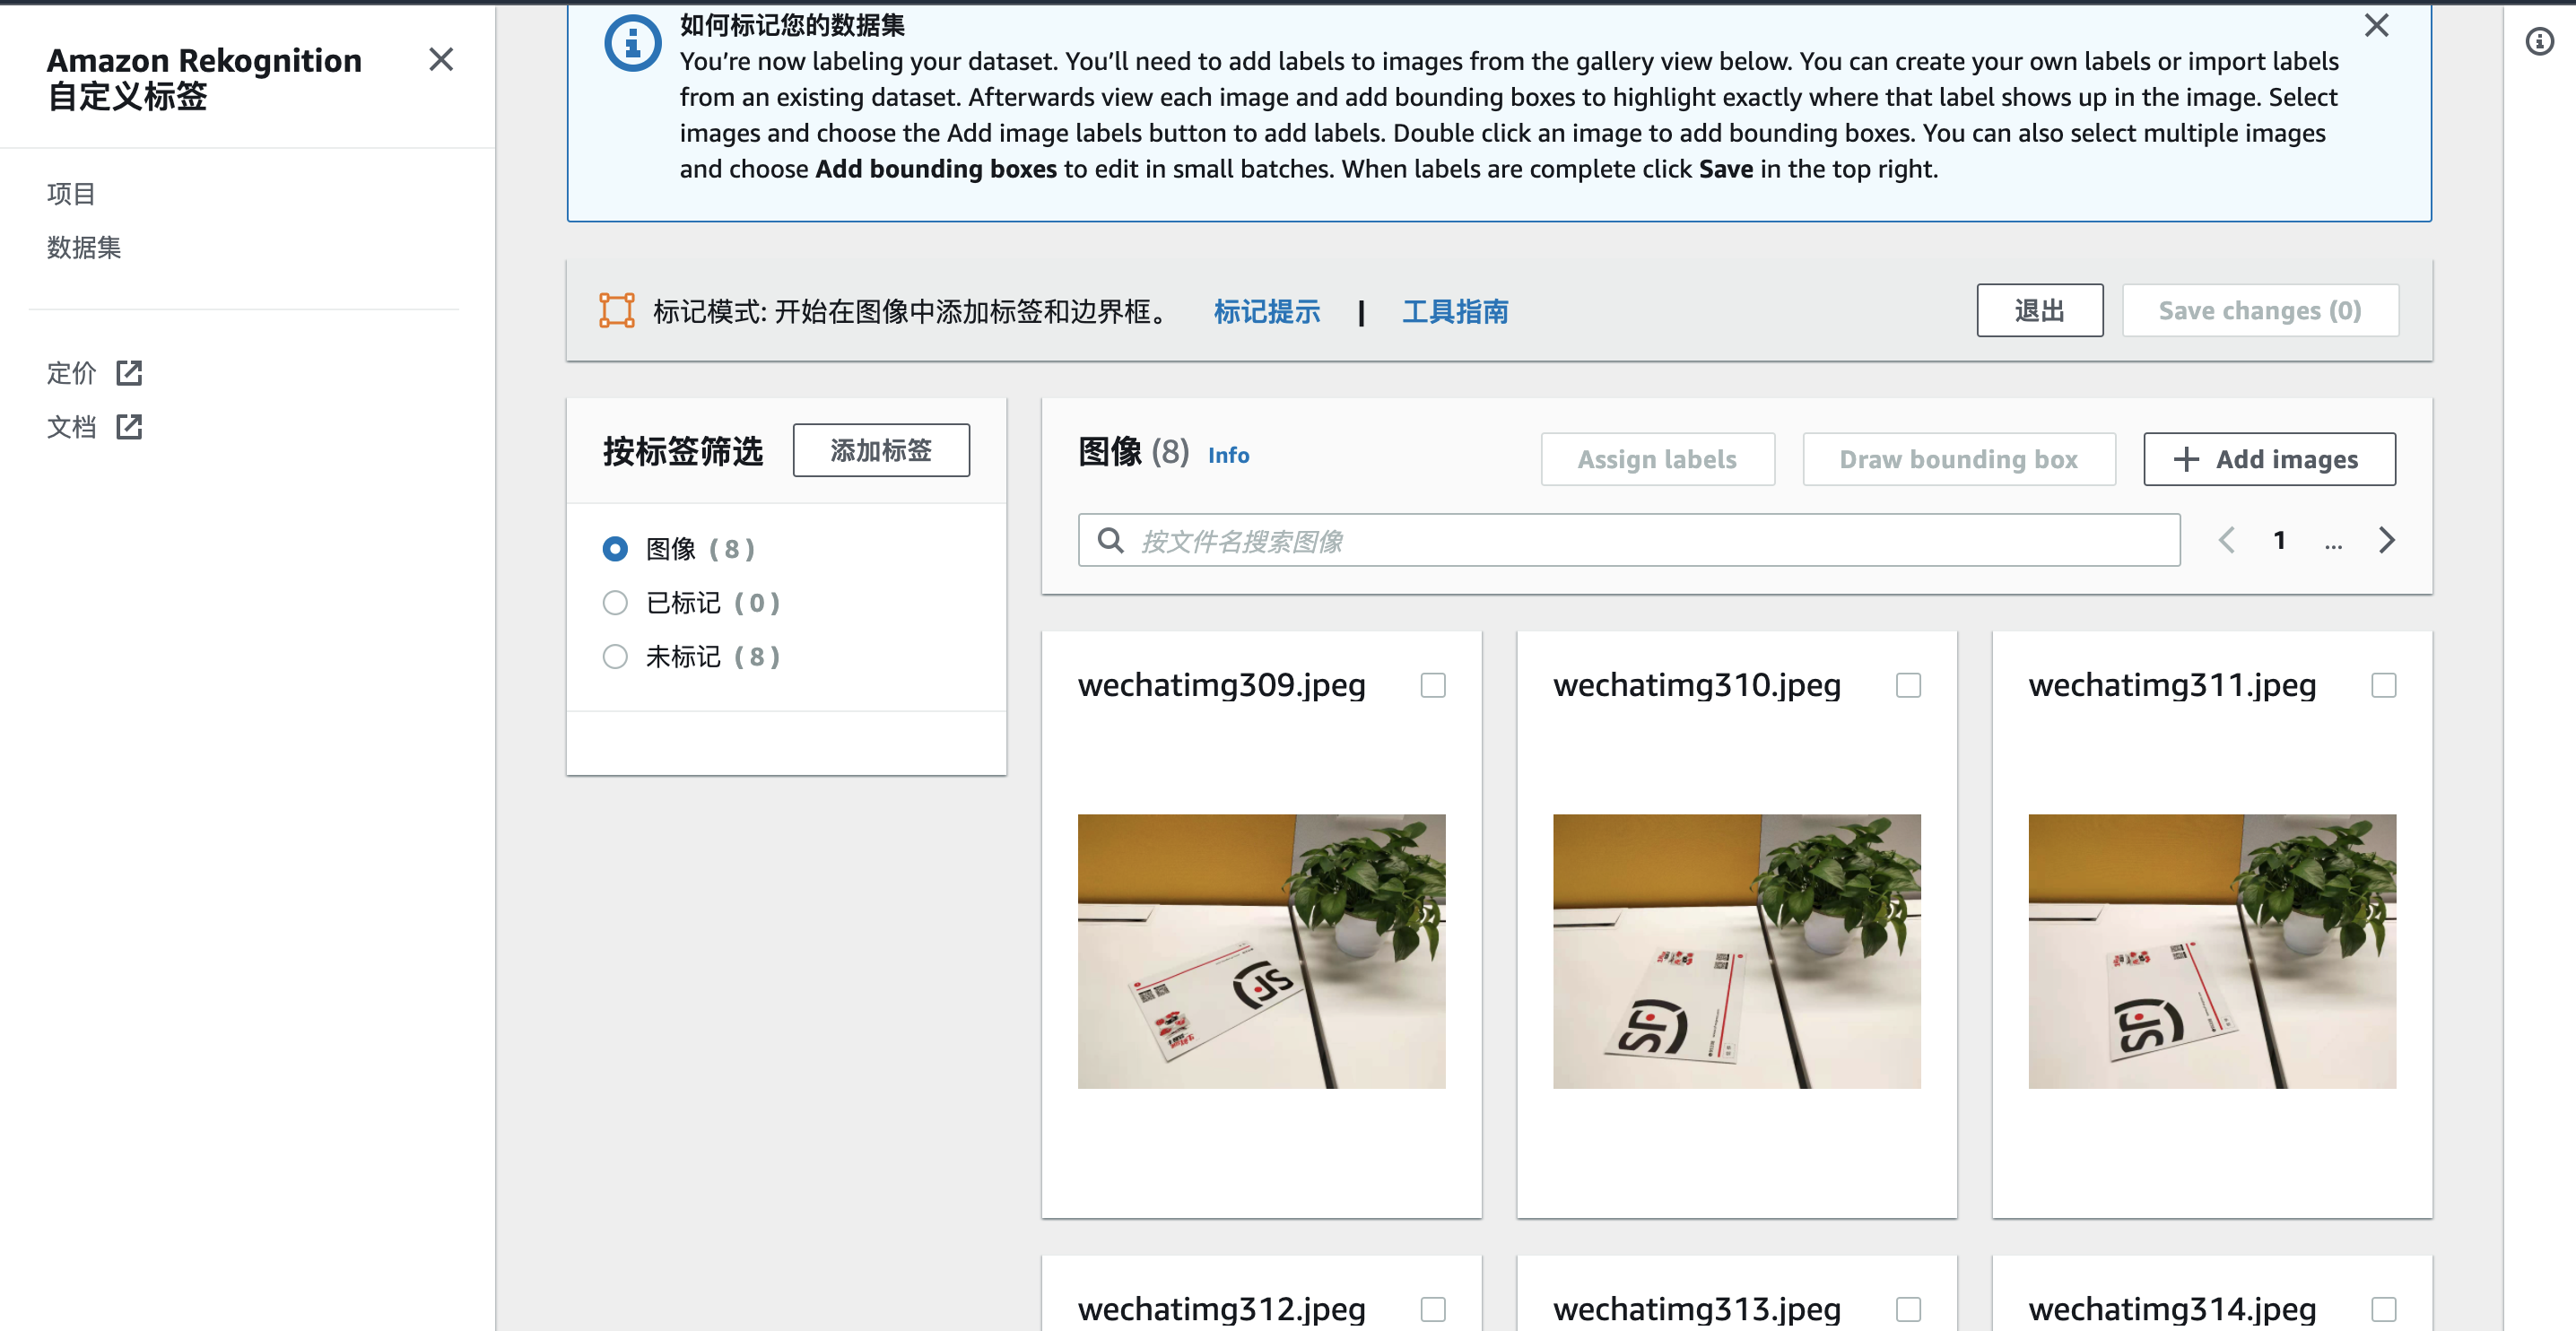 Amazon Rekognition
自定义标签
项目
数据集
定价
文档
如何标记您的数据集
You’re now labeling your dataset. You’ll need to add labels to images from the gallery view below. You can create your own labels or import labels
from an existing dataset. Afterwards view each image and add bounding boxes to highlight exactly where that label shows up in the image. Select
images and choose the Add image labels button to add labels. Double click an image to add bounding boxes. You can also select multiple images
and choose Add bounding boxes to edit in small batches. When labels are complete click Save in the top right.
标记模式: 开始在图像中添加标签和边界框。 标记提示 | 工具指南
退出
Save changes (0)
按标签筛选
添加标签
图像 (8)
已标记 (0)
未标记 (8)
图像 (8) Info
Assign labels
Draw bounding box
Add images
按文件名搜索图像
1 ...
wechatimg309.jpeg
wechatimg310.jpeg
wechatimg311.jpeg
SF
SF
SF
wechatimg312.jpeg
wechatimg313.jpeg
wechatimg314.jpeg